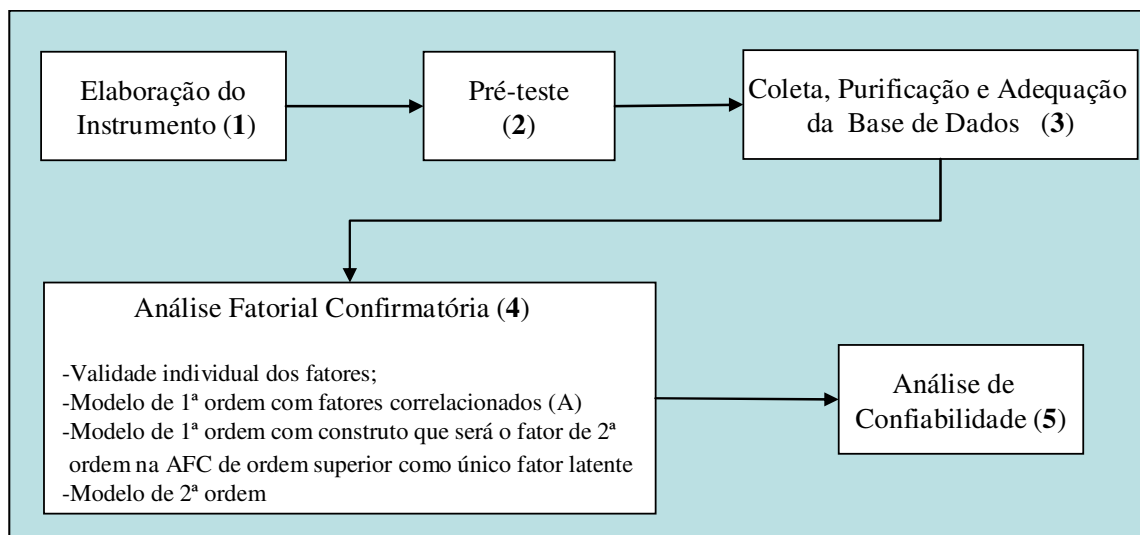 Elaboração do
Instrumento (1)
Pré-teste
(2)
Coleta, Purificação e Adequação
da Base de Dados (3)
Análise Fatorial Confirmatória (4)
-Validade individual dos fatores;
-Modelo de 1ª ordem com fatores correlacionados (A)
-Modelo de 1ª ordem com construto que será o fator de 2ª
ordem na AFC de ordem superior como único fator latente
-Modelo de 2ª ordem
Análise de
Confiabilidade (5)